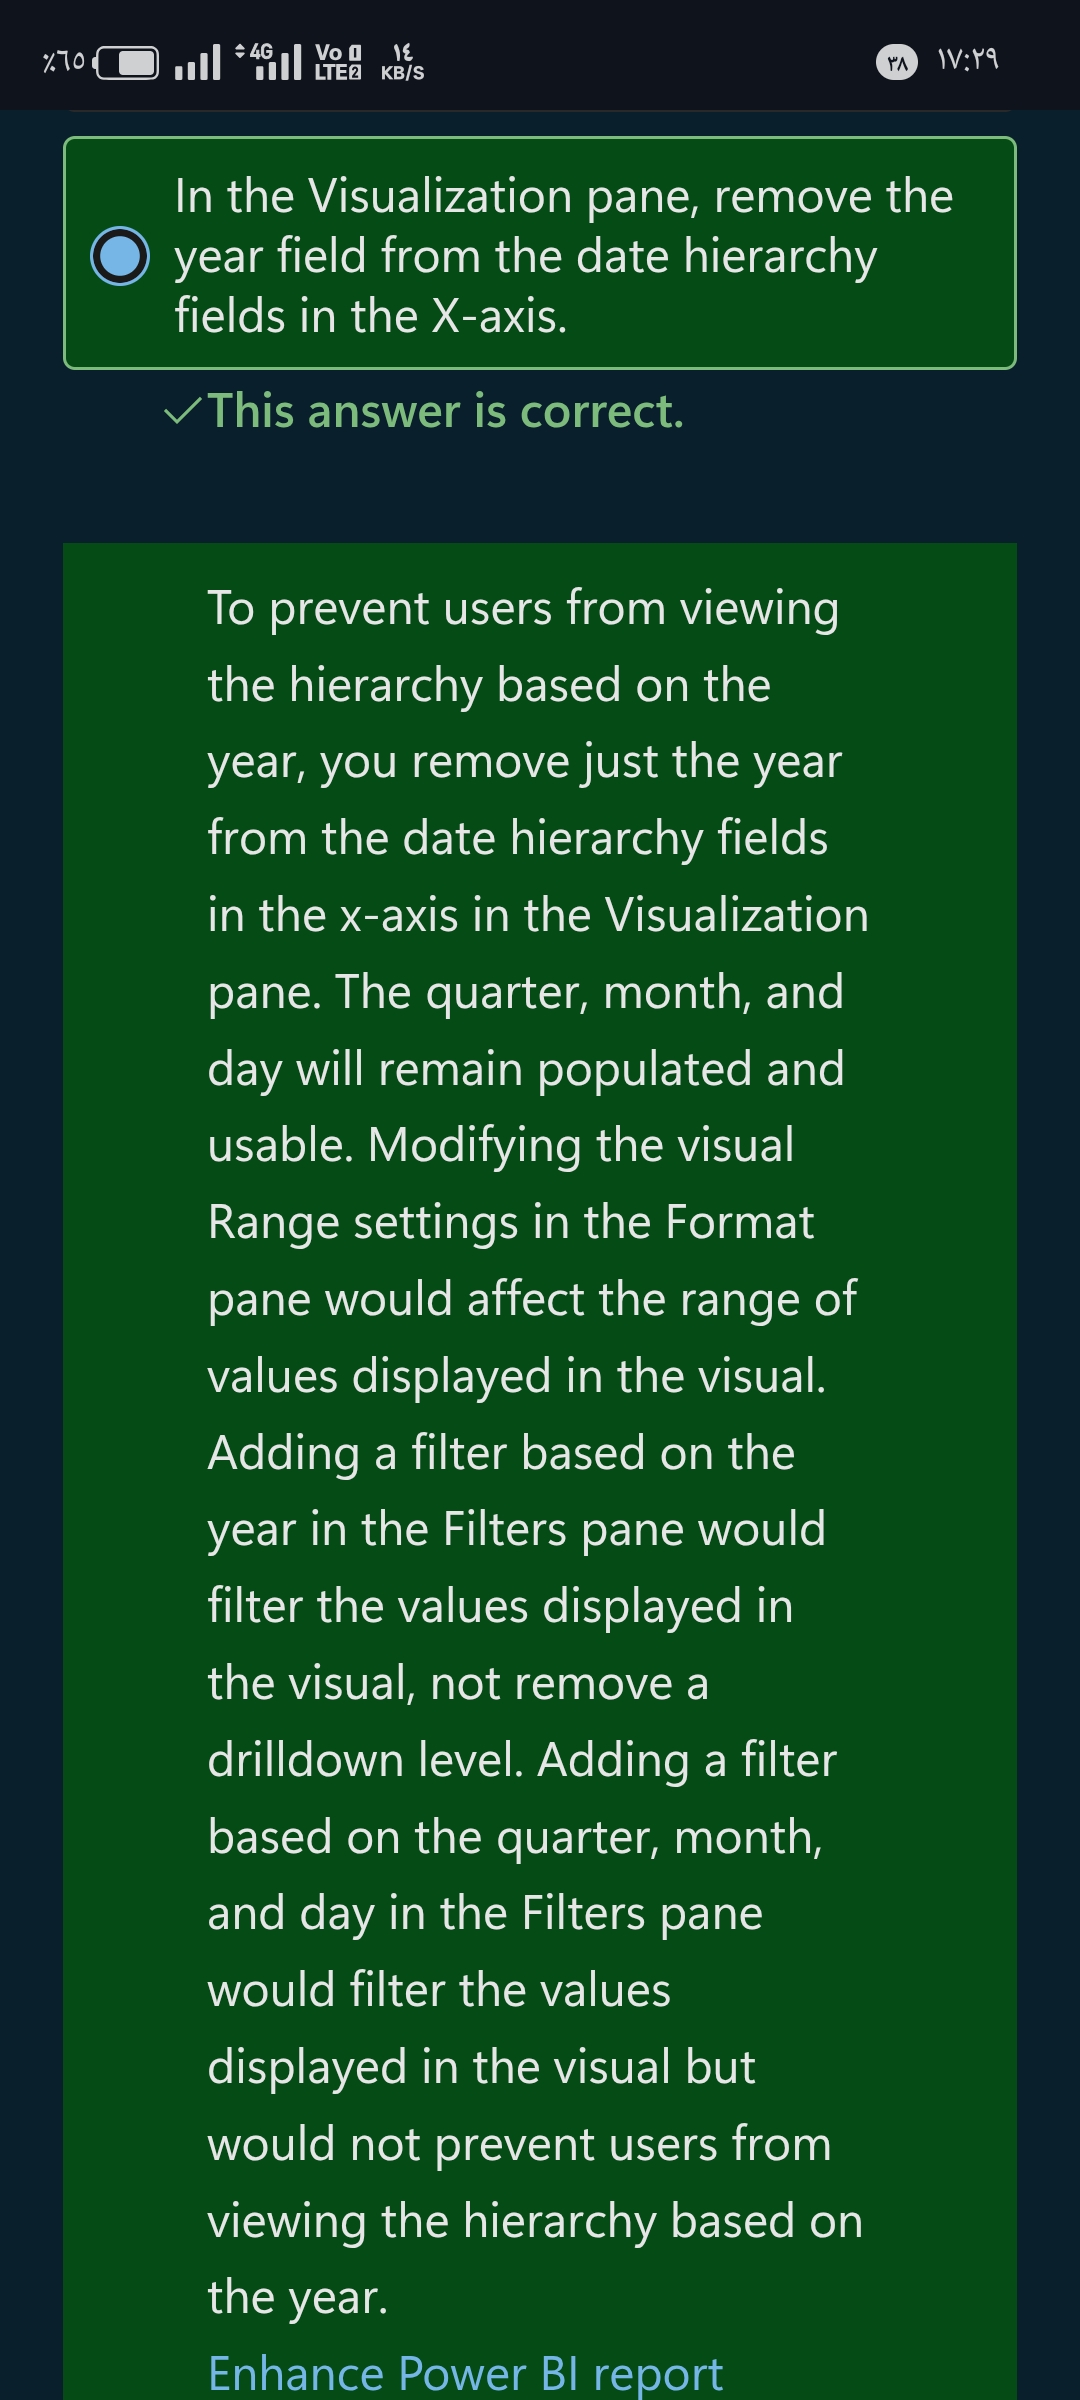 ٪٦٥ 4G Vo 1 LTE 2 ١٤ KB/S ٣٨ ١٧:٢٩
In the Visualization pane, remove the
year field from the date hierarchy
fields in the X-axis.
This answer is correct.
To prevent users from viewing
the hierarchy based on the
year, you remove just the year
from the date hierarchy fields
in the x-axis in the Visualization
pane. The quarter, month, and
day will remain populated and
usable. Modifying the visual
Range settings in the Format
pane would affect the range of
values displayed in the visual.
Adding a filter based on the
year in the Filters pane would
filter the values displayed in
the visual, not remove a
drilldown level. Adding a filter
based on the quarter, month,
and day in the Filters pane
would filter the values
displayed in the visual but
would not prevent users from
viewing the hierarchy based on
the year.
Enhance Power BI report